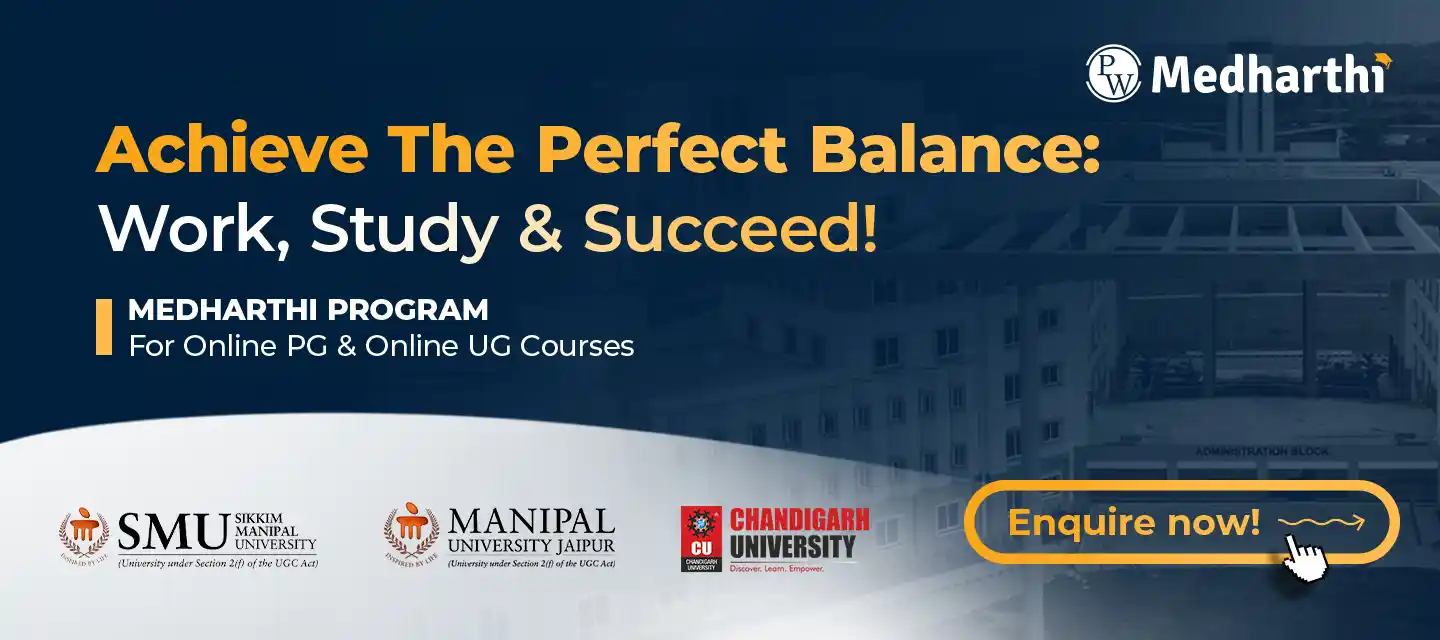 PW Medharthi
Achieve The Perfect Balance:
Work, Study & Succeed!
MEDHARTHI PROGRAM
For Online PG & Online UG Courses
ADMINISTRATION BLOCK
SMU SIKKIM
MANIPAL
UNIVERSITY
INSPIRED BY LIFE
(University under Section 2(f) of the UGC Act)
MANIPAL
UNIVERSITY JAIPUR
INSPIRED BY LIFE
(University under Section 2(f) of the UGC Act)
CU
CHANDIGARH
UNIVERSITY
CHANDIGARH
UNIVERSITY
Discover. Learn. Empower.
Enquire now!